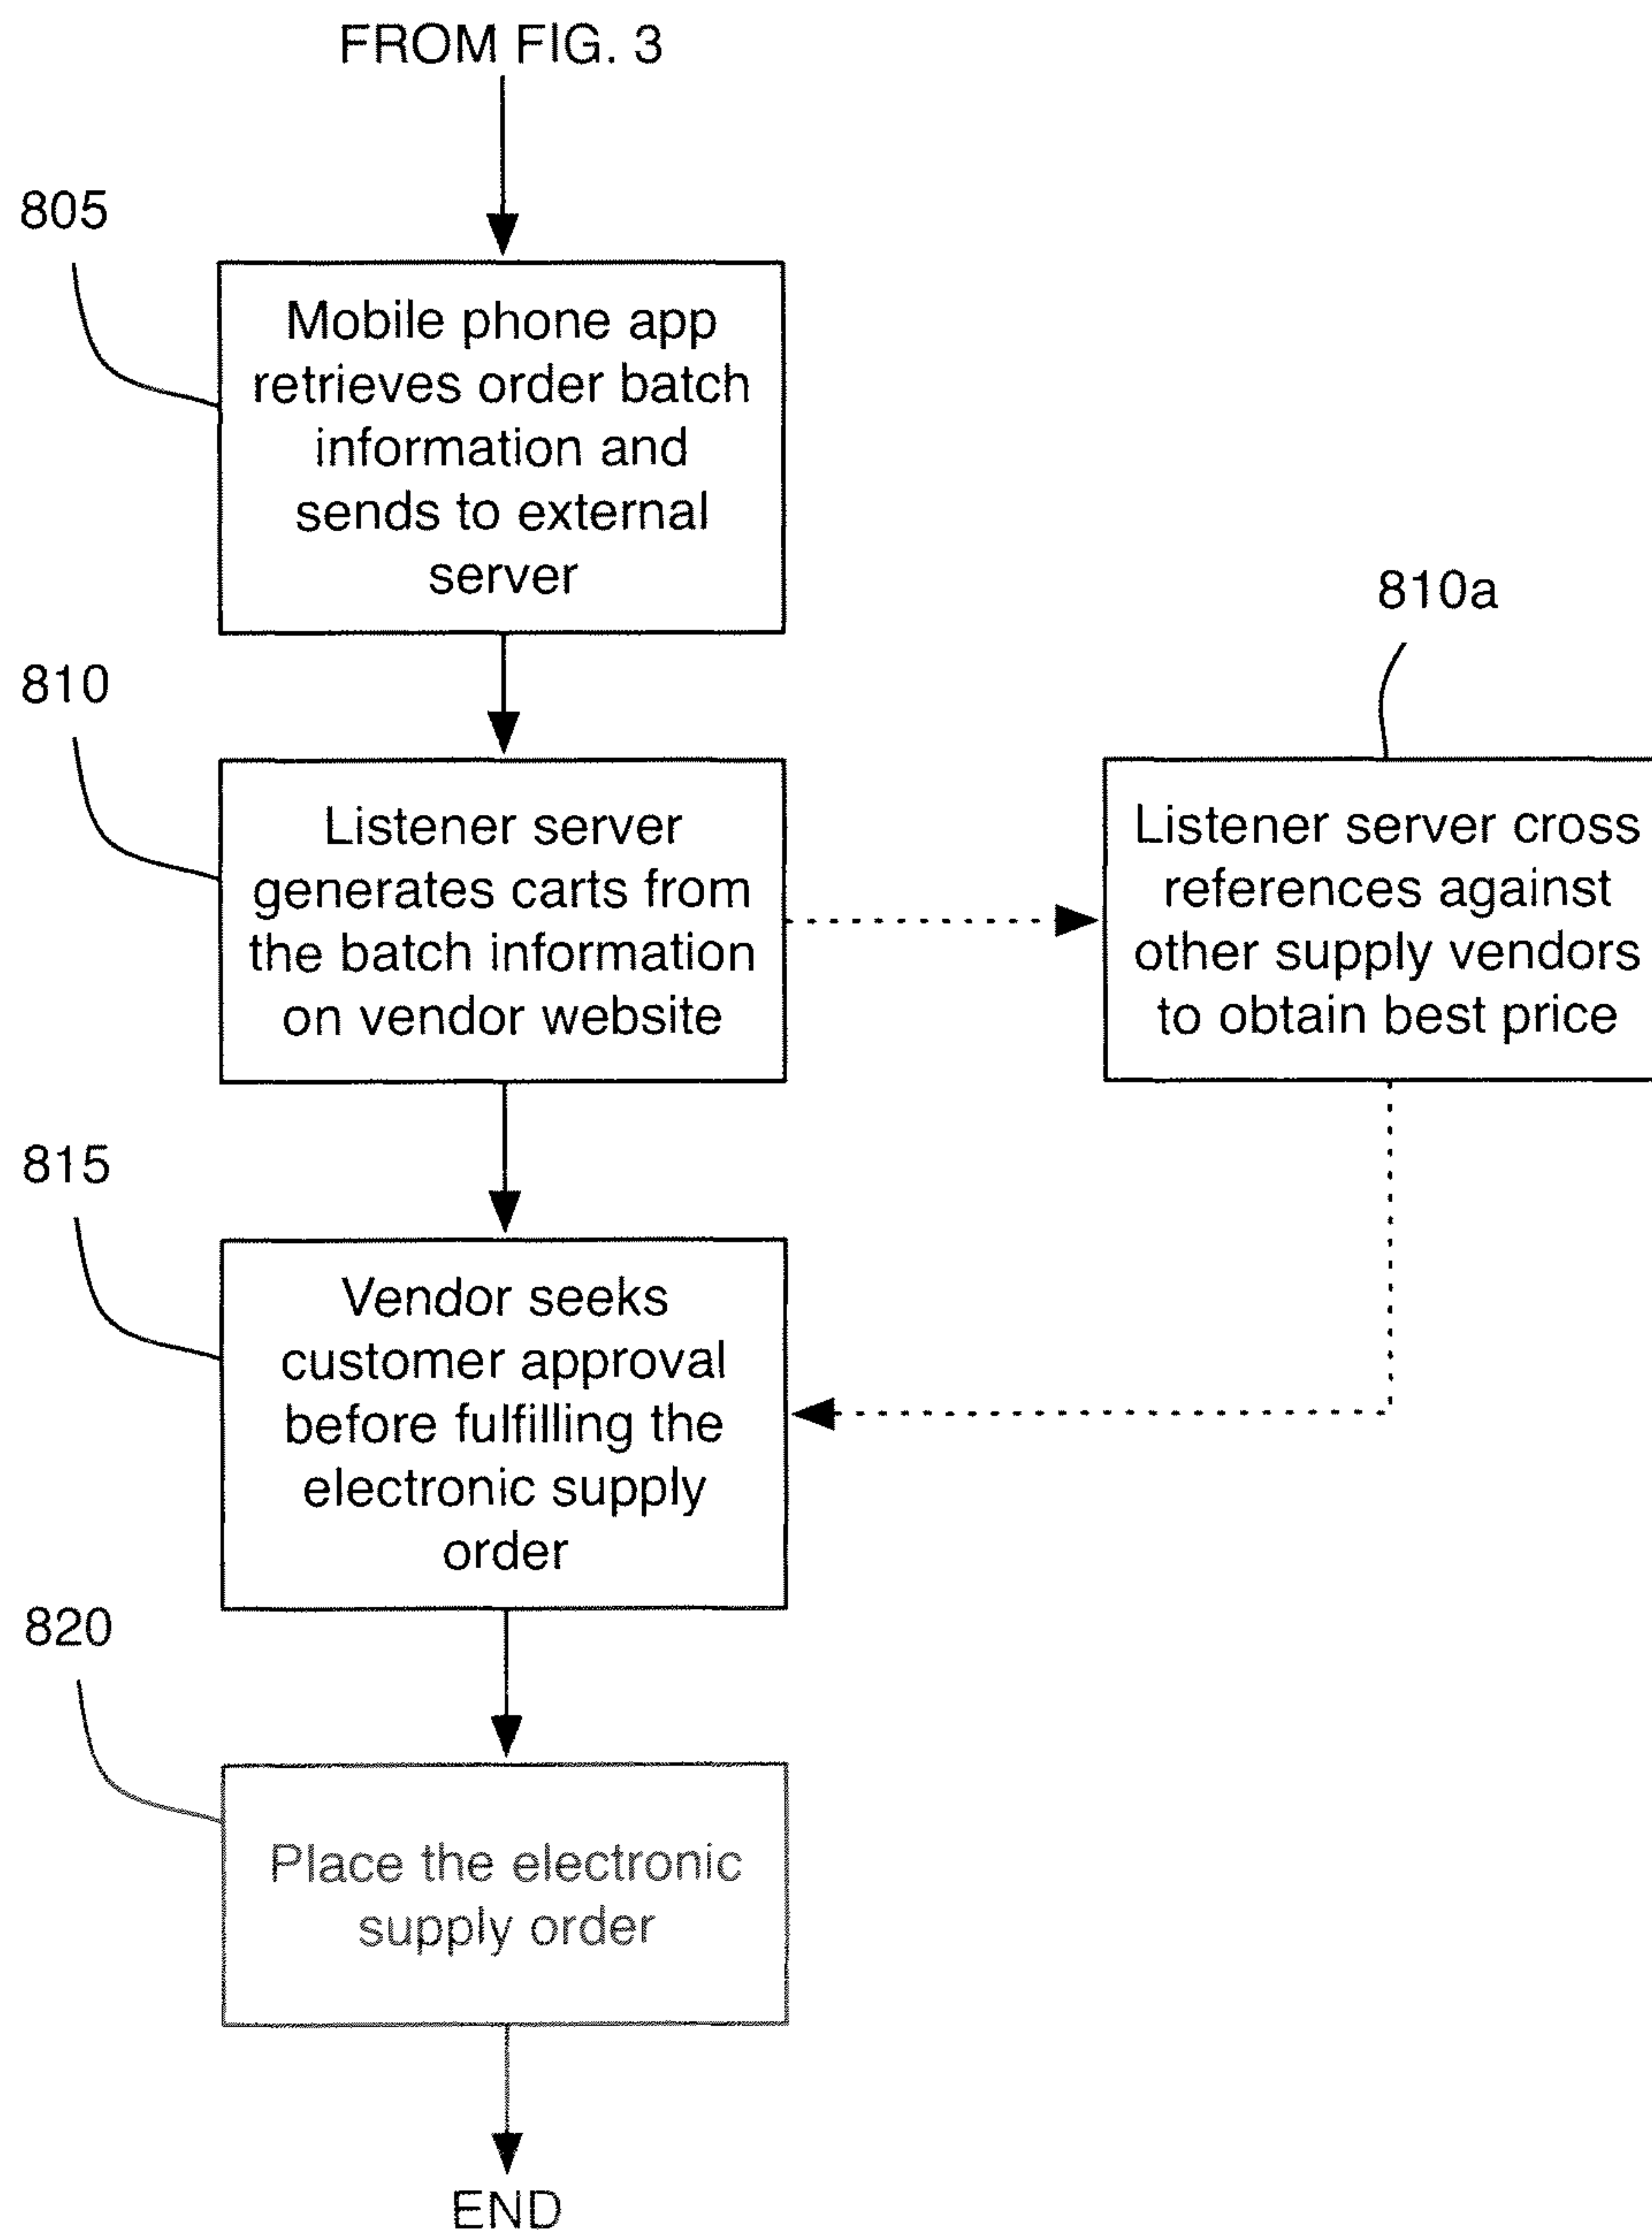 FROM FIG. 3
805
Mobile phone app
retrieves order batch
information and
sends to external
server
810
Listener server
generates carts from
the batch information
on vendor website
810a
Listener server cross
references against
other supply vendors
to obtain best price
815
Vendor seeks
customer approval
before fulfilling the
electronic supply
order
820
Place the electronic
supply order
END